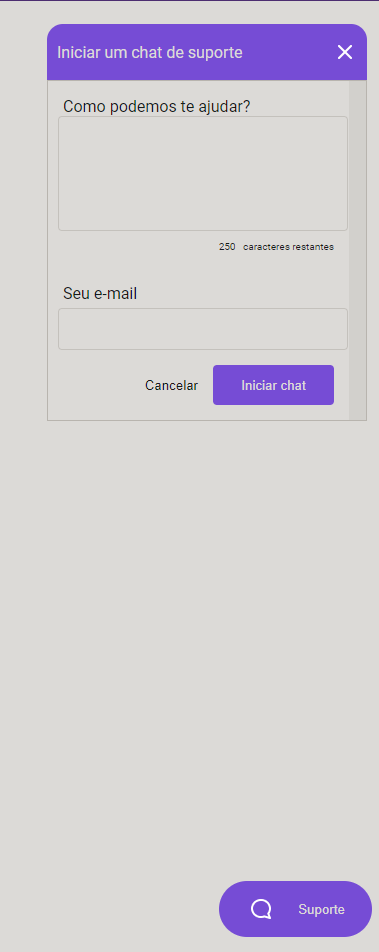 Iniciar um chat de suporte
Como podemos te ajudar?
250 caracteres restantes
Seu e-mail
Cancelar
Iniciar chat
Suporte